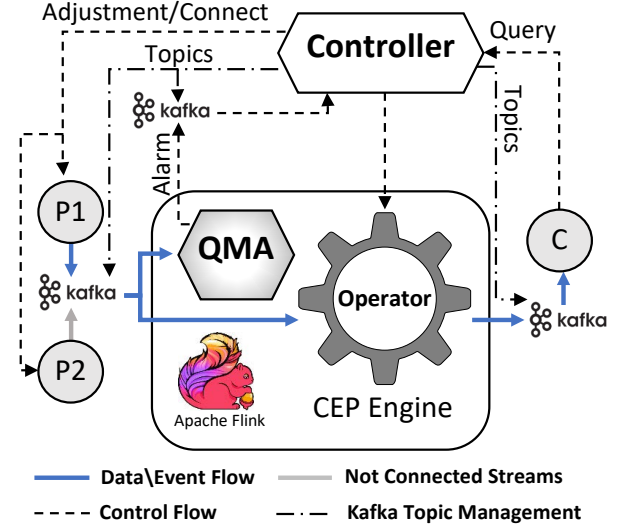 Adjustment/Connect
Controller
Query
Topics
kafka
Topics
Alarm
P1
QMA
C
kafka
Operator
kafka
P2
Apache Flink
CEP Engine
Data\Event Flow
Not Connected Streams
Control Flow
Kafka Topic Management